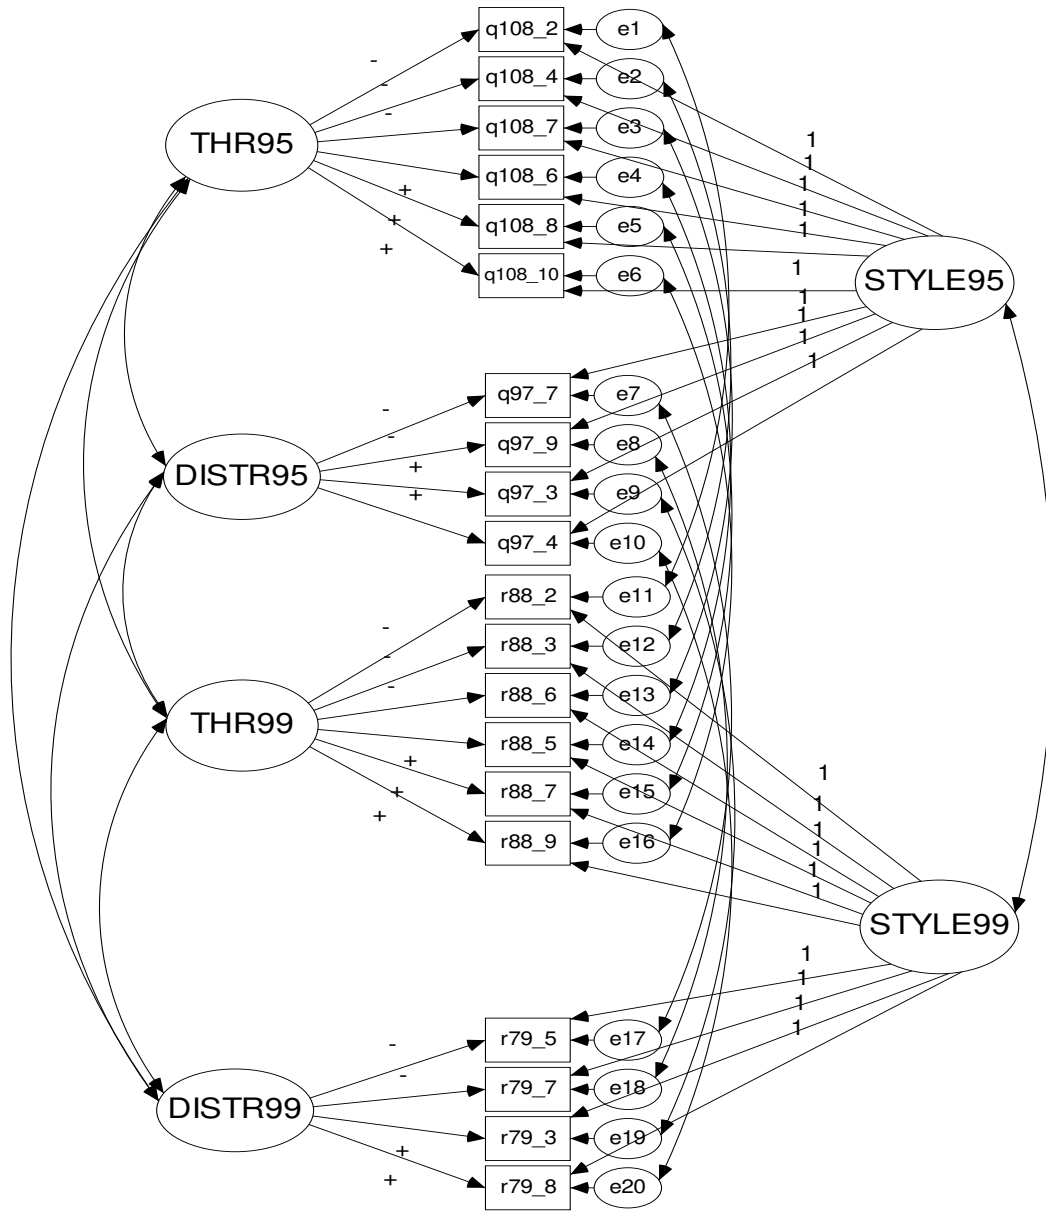 q108_2 e1
-
q108_4 e2
-
q108_7 e3
-
THR95
1
1
q108_6 e4
1
+
1
q108_8 e5
+
1
+
q108_10 e6
1
STYLE95
1
1
1
1
q97_7 e7
-
q97_9 e8
-
+
DISTR95
q97_3 e9
+
q97_4 e10
r88_2 e11
-
r88_3 e12
-
r88_6 e13
-
THR99
r88_5 e14
+
1
r88_7 e15
+
1
+
1
r88_9 e16
1
1
1
STYLE99
1
1
1
1
r79_5 e17
-
-
r79_7 e18
DISTR99
r79_3 e19
+
+
r79_8 e20